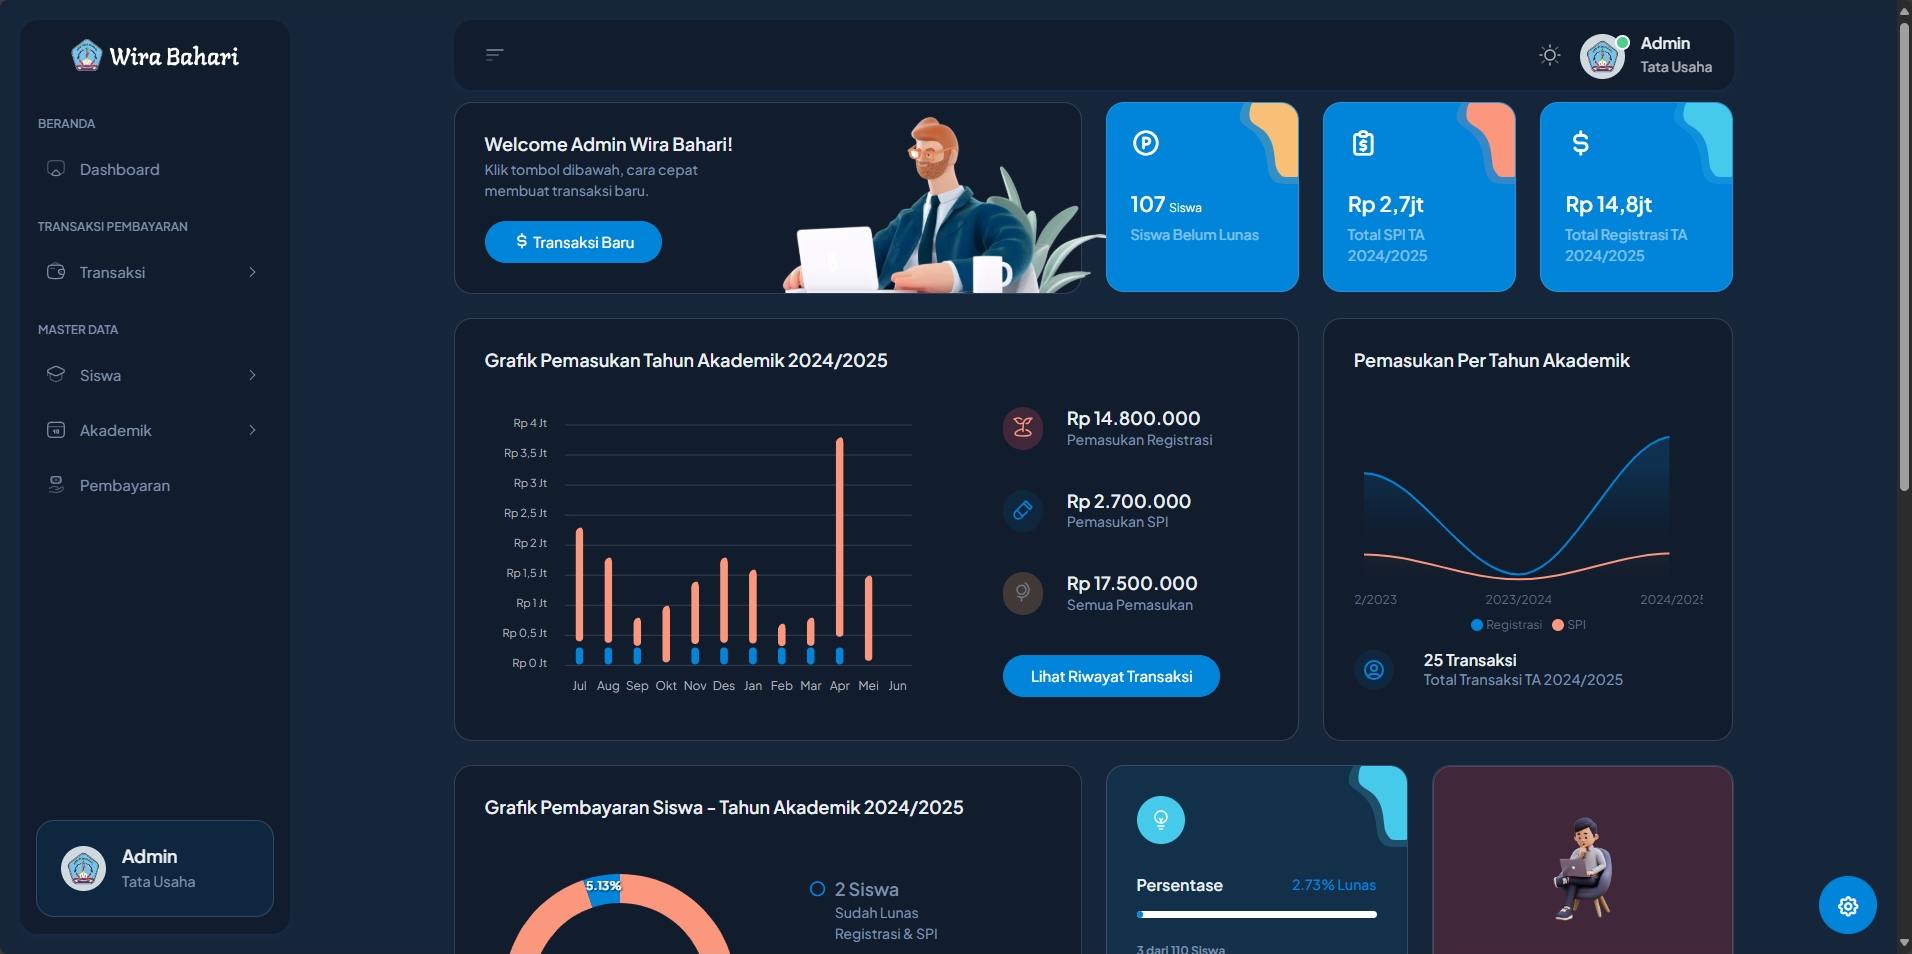 Wira Bahari
BERANDA
Dashboard
TRANSAKSI PEMBAYARAN
Transaksi
MASTER DATA
Siswa
Akademik
Pembayaran
Admin
Tata Usaha
Admin
Tata Usaha
Welcome Admin Wira Bahari!
Klik tombol dibawah, cara cepat
membuat transaksi baru.
$ Transaksi Baru
107 Siswa
Siswa Belum Lunas
Rp 2,7jt
Total SPI TA
2024/2025
Rp 14,8jt
Total Registrasi TA
2024/2025
Grafik Pemasukan Tahun Akademik 2024/2025
Rp 4 Jt
Rp 3,5 Jt
Rp 3 Jt
Rp 2,5 Jt
Rp 2 Jt
Rp 1,5 Jt
Rp 1 Jt
Rp 0,5 Jt
Rp 0 Jt
Jul Aug Sep Okt Nov Des Jan Feb Mar Apr Mei Jun
Rp 14.800.000
Pemasukan Registrasi
Rp 2.700.000
Pemasukan SPI
Rp 17.500.000
Semua Pemasukan
Lihat Riwayat Transaksi
Pemasukan Per Tahun Akademik
2/2023 2023/2024 2024/2025
Registrasi SPI
25 Transaksi
Total Transaksi TA 2024/2025
Grafik Pembayaran Siswa - Tahun Akademik 2024/2025
5.13%
2 Siswa
Sudah Lunas
Registrasi & SPI
Persentase 2.73% Lunas
3 dari 110 Siswa